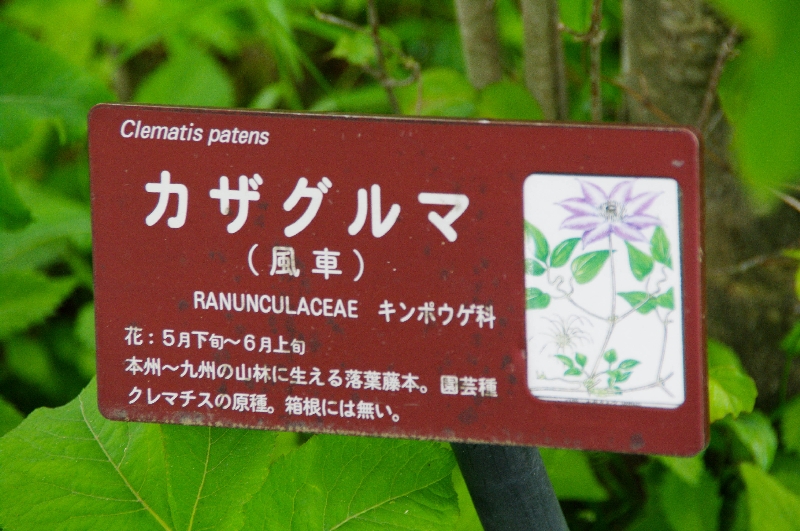 Clematis patens
カザグルマ
（風車）
RANUNCULACEAE キンポウゲ科
花：5月下旬～6月上旬
本州～九州の山林に生える落葉藤本。園芸種
クレマチスの原種。箱根には無い。